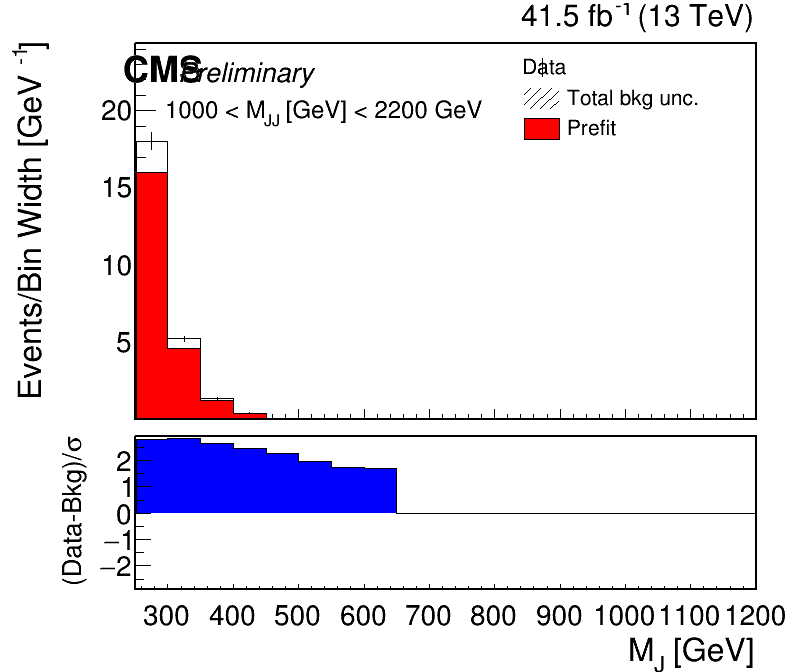 41.5 fb⁻¹ (13 TeV)
CMS Preliminary
1000 < M_JJ [GeV] < 2200 GeV
Data
Total bkg unc.
Prefit
Events/Bin Width [GeV⁻¹]
20
15
10
5
(Data-Bkg)/σ
2
1
0
−1
−2
300 400 500 600 700 800 900 1000 1100 1200
M_J [GeV]